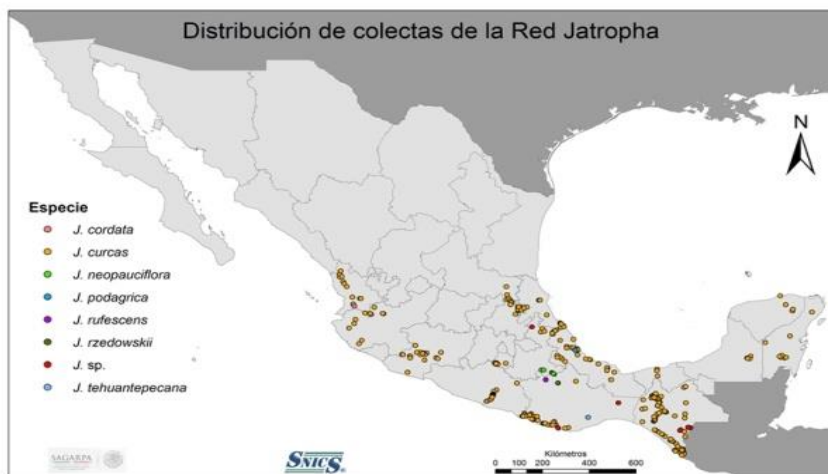 Distribución de colectas de la Red Jatropha
N
Especie
J. cordata
J. curcas
J. neopauciflora
J. podagrica
J. rufescens
J. rzedowskii
J. sp.
J. tehuantepecana
SAGARPA
SNICS
Kilómetros
0 100 200 400 600